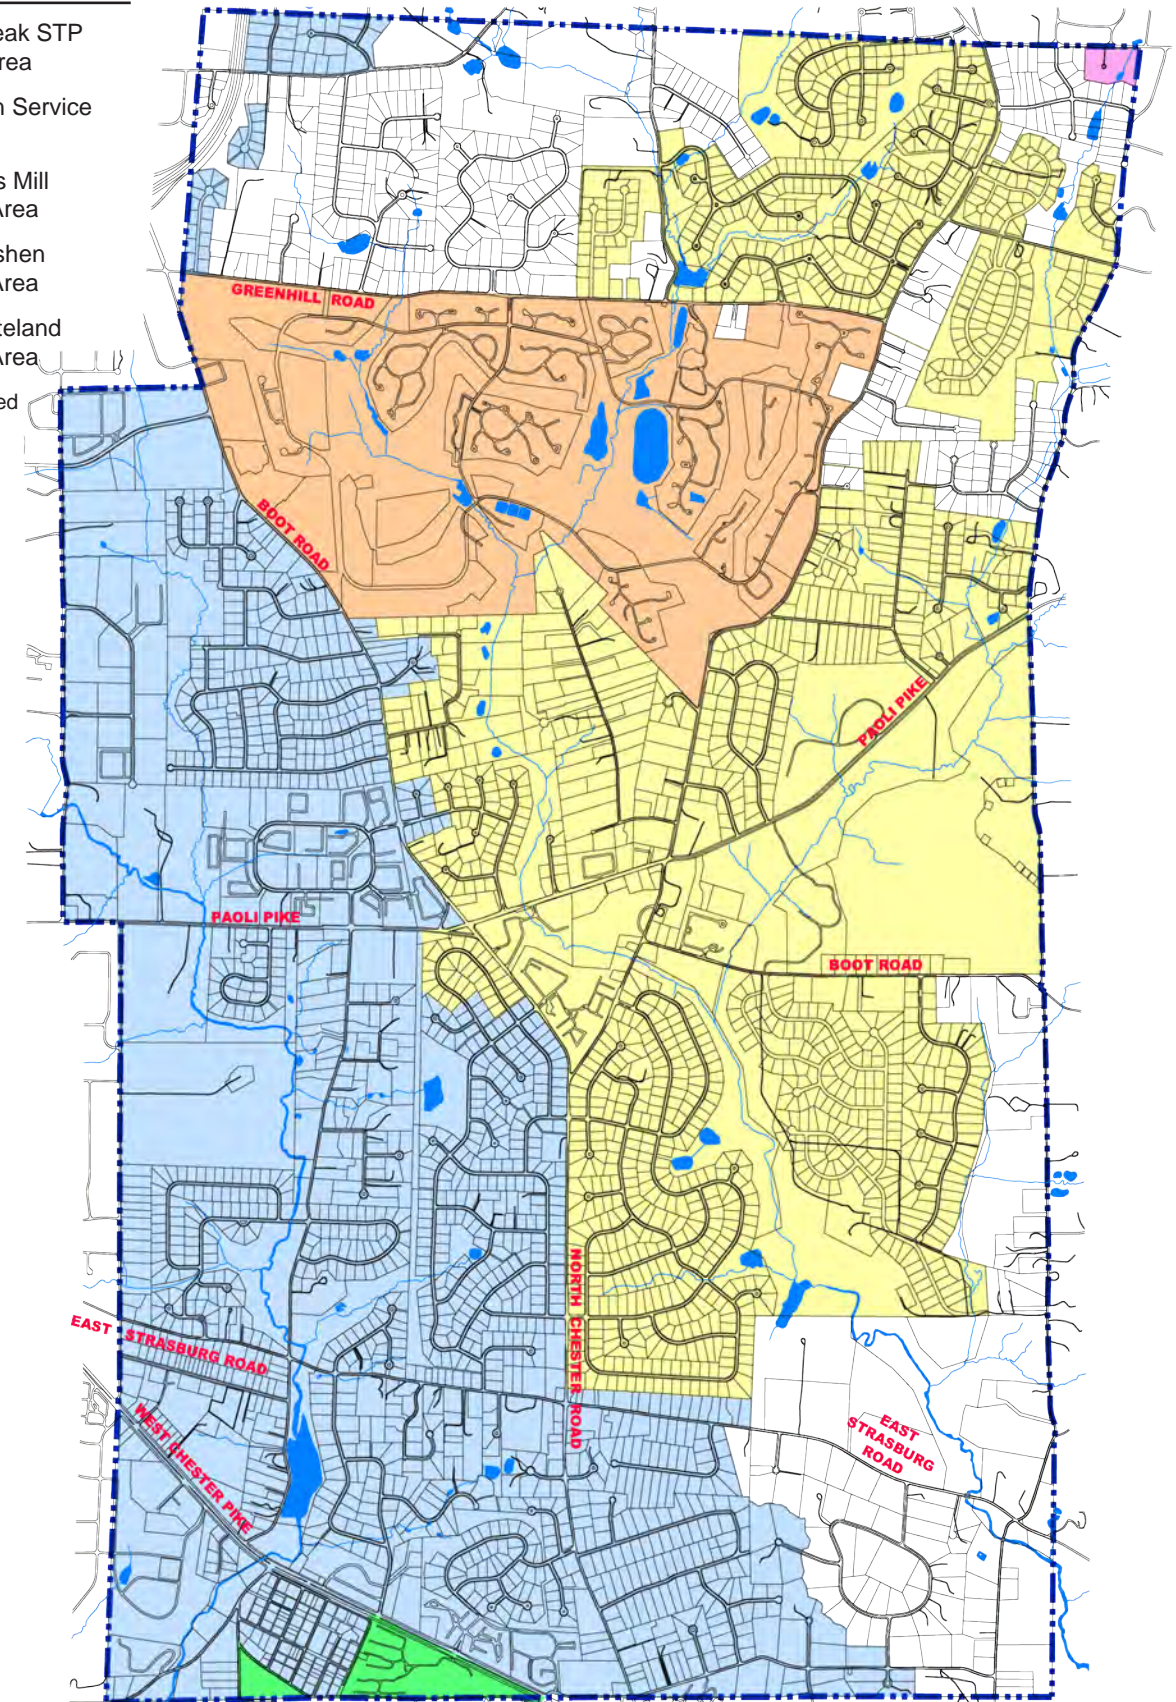 eak STP
rea
n Service
s Mill
Area
shen
Area
teland
Area
ed
GREENHILL ROAD
BOOT ROAD
PAOLI PIKE
PAOLI PIKE
BOOT ROAD
NORTH CHESTER ROAD
EAST STRASBURG ROAD
WEST CHESTER PIKE
EAST
STRASBURG
ROAD